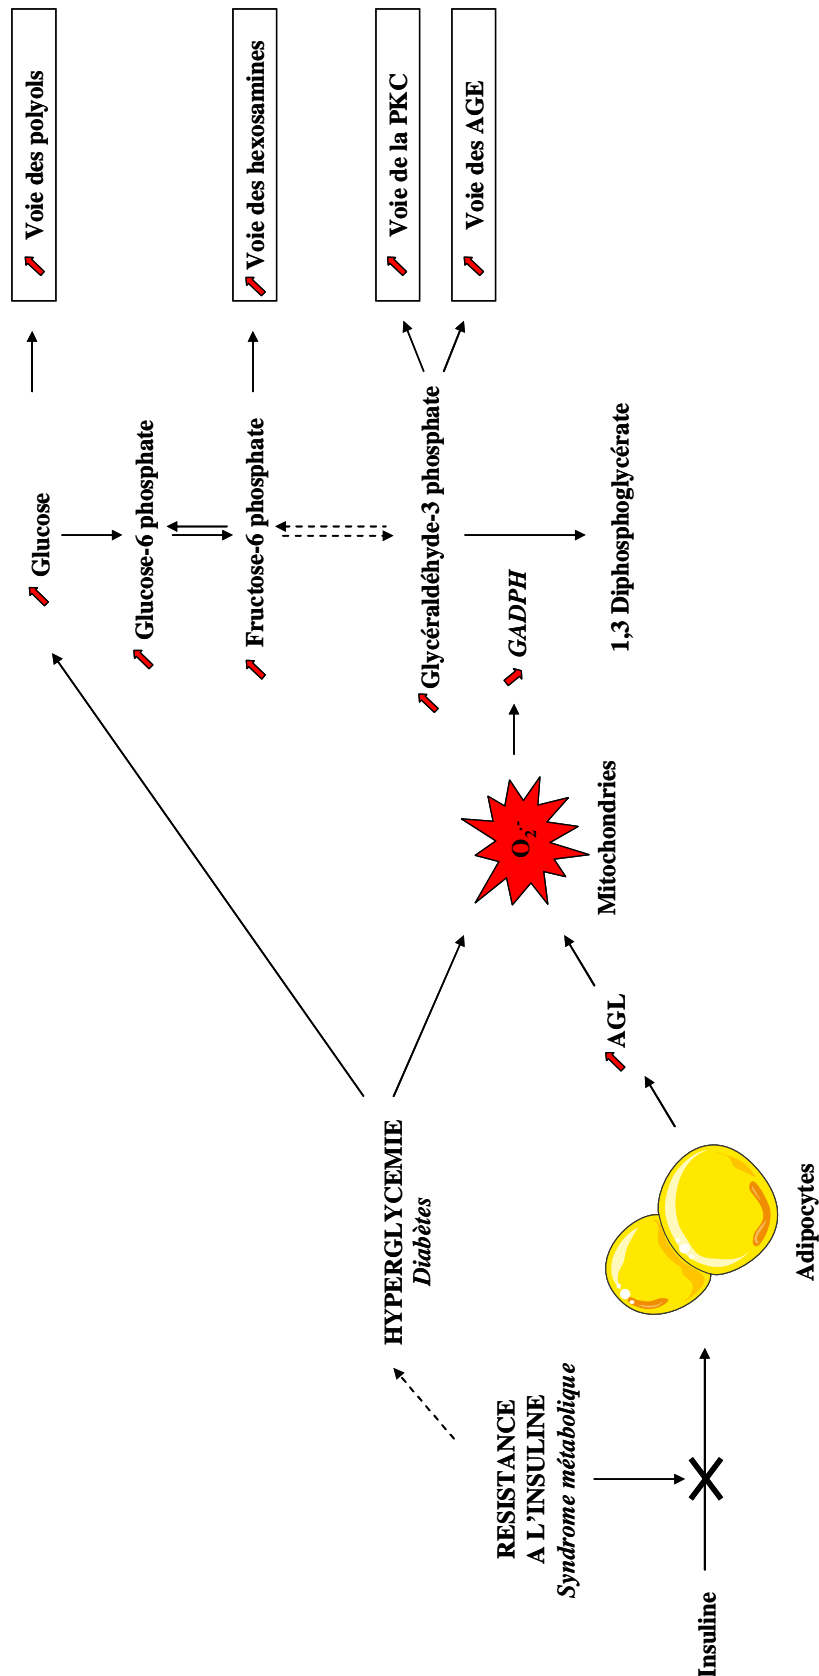 Voie des polyols
Voie des hexosamines
Voie de la PKC
Voie des AGE
Glucose
Glucose-6 phosphate
Fructose-6 phosphate
Glycéraldéhyde-3 phosphate
GADPH
1,3 Diphosphoglycérate
O2.-
Mitochondries
AGL
HYPERGLYCEMIE
Diabètes
Adipocytes
RESISTANCE
A L'INSULINE
Syndrome métabolique
Insuline